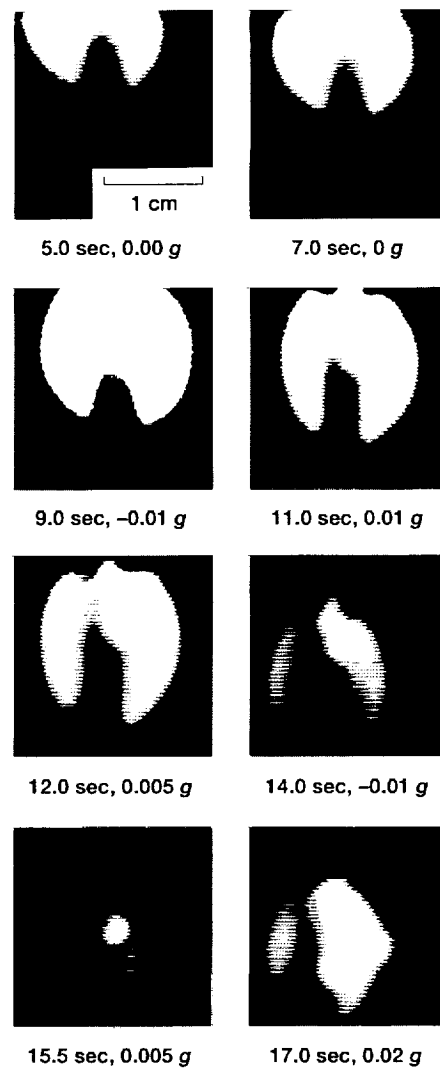 1 cm
5.0 sec, 0.00 g
7.0 sec, 0 g
9.0 sec, –0.01 g
11.0 sec, 0.01 g
12.0 sec, 0.005 g
14.0 sec, –0.01 g
15.5 sec, 0.005 g
17.0 sec, 0.02 g